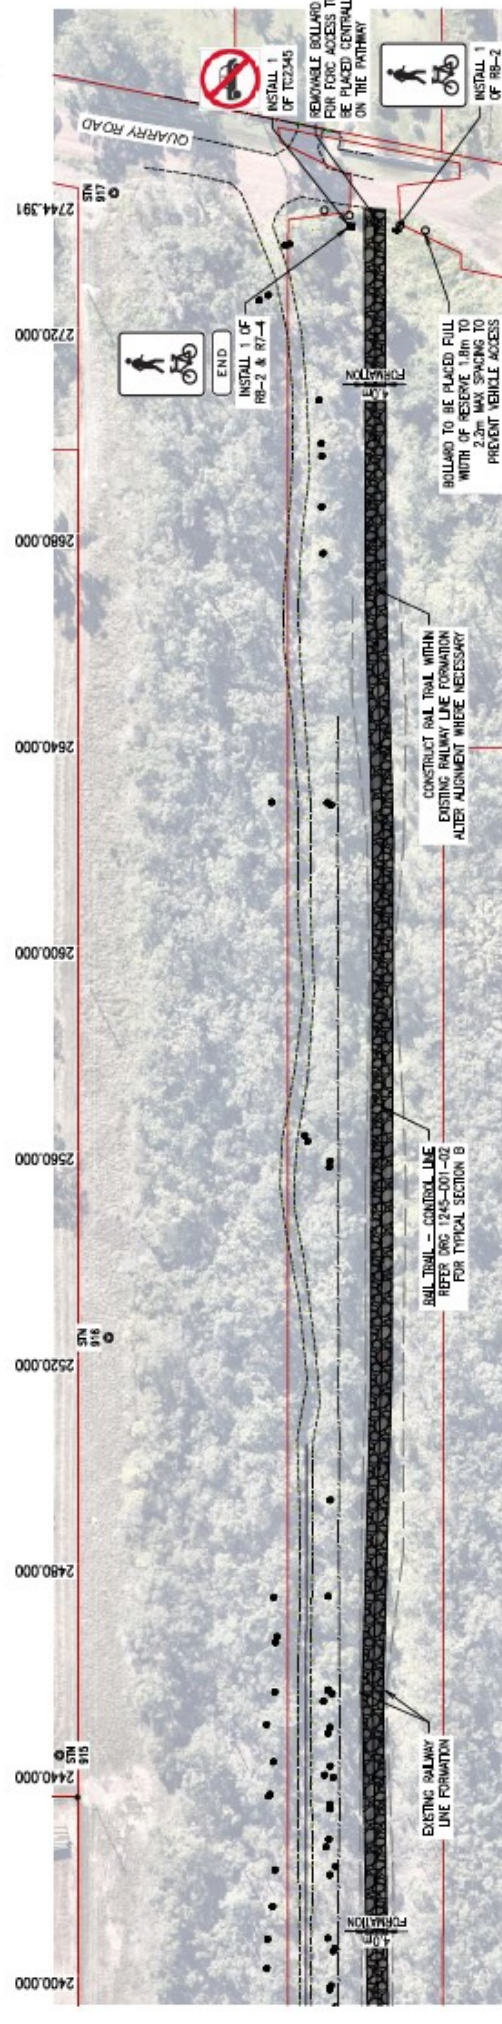 INSTALL 1
OF TC2345
REMOVABLE BOLLARD
FOR FCRC ACCESS T
BE PLACED CENTRAL
ON THE PATHWAY
INSTALL 1
OF R8-2
QUARRY ROAD
STN
917
2744.391
2720.000
END
INSTALL 1 OF
R8-2 & R7-4
4.0m
FORMATION
BOLLARD TO BE PLACED FULL
WIDTH OF RESERVE 1.8m TO
2.2m MAX SPACING TO
PREVENT VEHICLE ACCESS
2680.000
CONSTRUCT RAIL TRAIL WITHIN
EXISTING RAILWAY LINE FORMATION
ALTER ALIGNMENT WHERE NECESSARY
2640.000
2600.000
2560.000
RAIL TRAIL - CONTROL LINE
REFER DRG 1245-001-02
FOR TYPICAL SECTION B
STN
916
2520.000
2480.000
STN
915
2440.000
EXISTING RAILWAY
LINE FORMATION
4.0m
FORMATION
2400.000